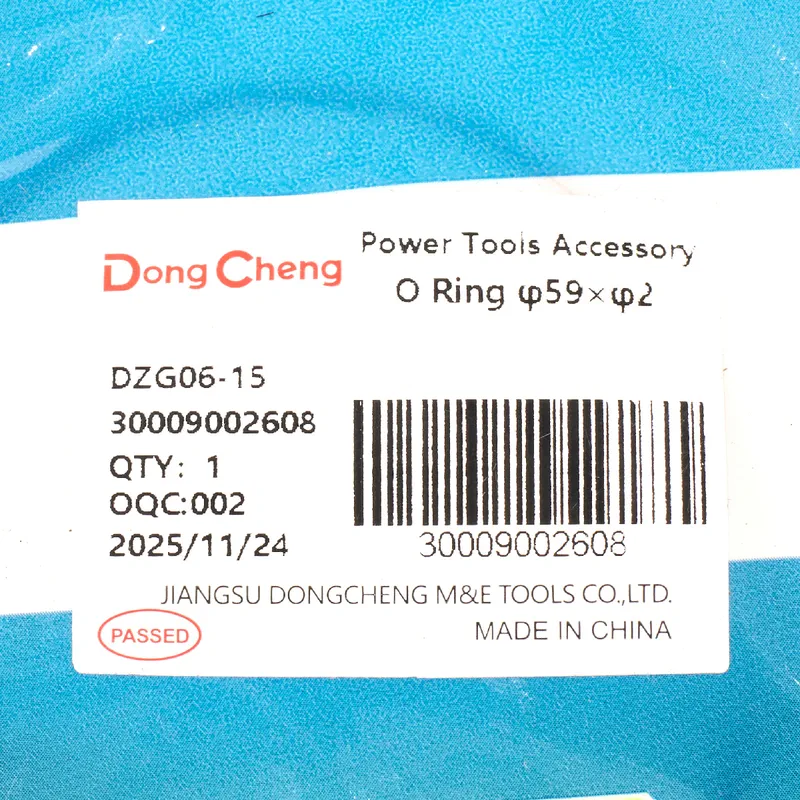 Dong Cheng
Power Tools Accessory
O Ring φ59×φ2
DZG06-15
30009002608
QTY: 1
OQC:002
2025/11/24
30009002608
JIANGSU DONGCHENG M&E TOOLS CO.,LTD.
PASSED
MADE IN CHINA